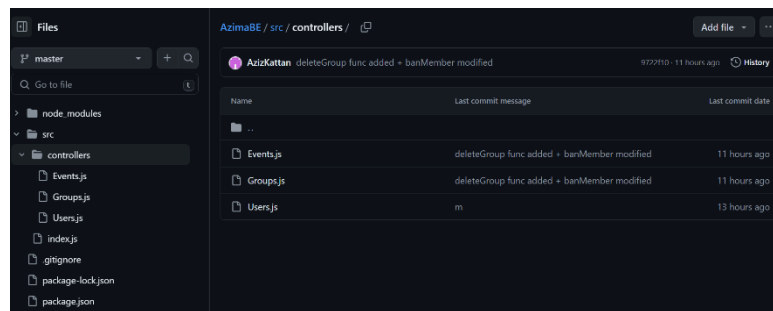 Files
master
Go to file
t
node_modules
src
controllers
Events.js
Groups.js
Users.js
index.js
.gitignore
package-lock.json
package.json
AzimaBE / src / controllers /
Add file
AzizKattan deleteGroup func added + banMember modified
9722f10 · 11 hours ago History
Name Last commit message Last commit date
..
Events.js deleteGroup func added + banMember modified 11 hours ago
Groups.js deleteGroup func added + banMember modified 11 hours ago
Users.js m 13 hours ago